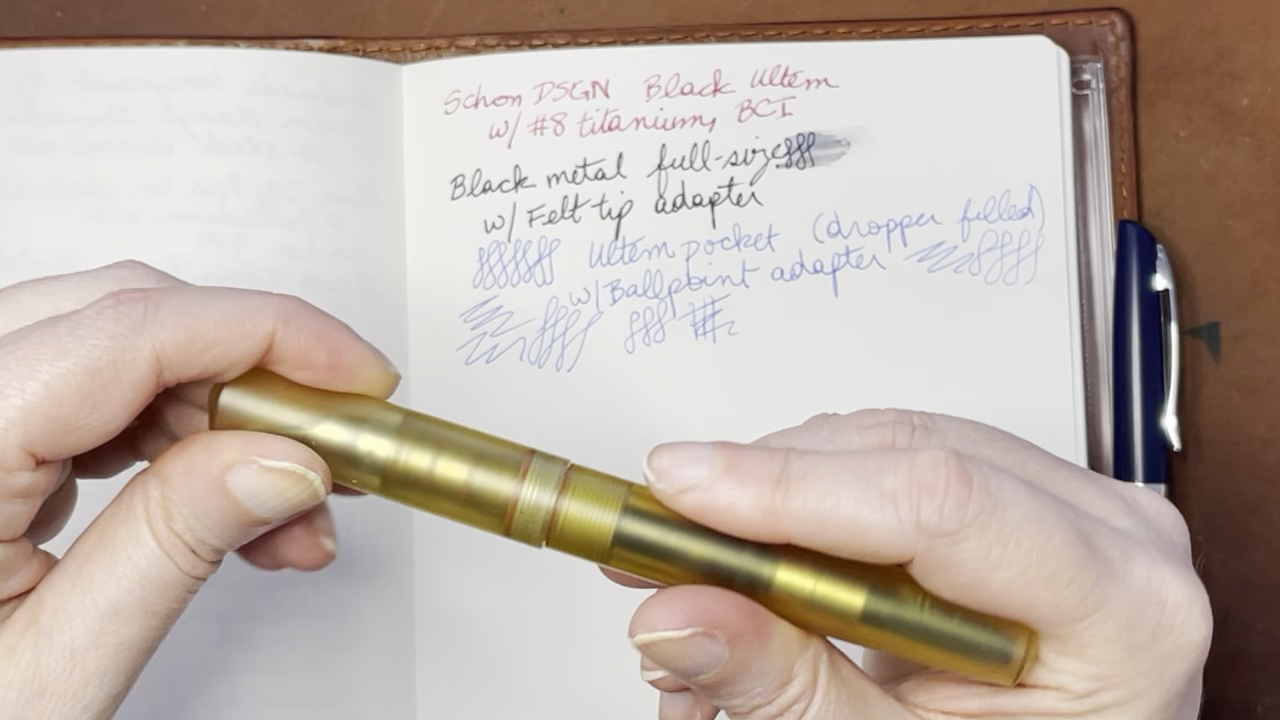 Schon DSGN Black Ultem
w/ #8 titanium, BCI
Black metal full-size
w/ Felt tip adapter
Ultem pocket (dropper filled)
w/ Ballpoint adapter